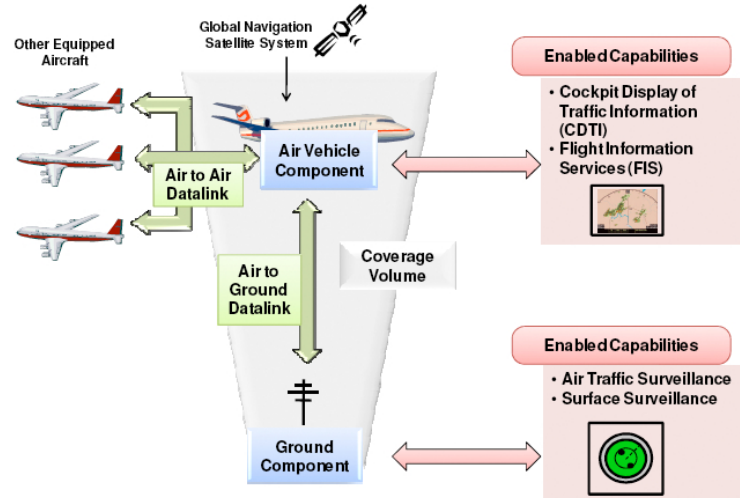 Other Equipped
Aircraft
Global Navigation
Satellite System
Air to Air
Datalink
Air Vehicle
Component
Air to
Ground
Datalink
Coverage
Volume
Ground
Component
Enabled Capabilities
• Cockpit Display of
Traffic Information
(CDTI)
• Flight Information
Services (FIS)
Enabled Capabilities
• Air Traffic Surveillance
• Surface Surveillance